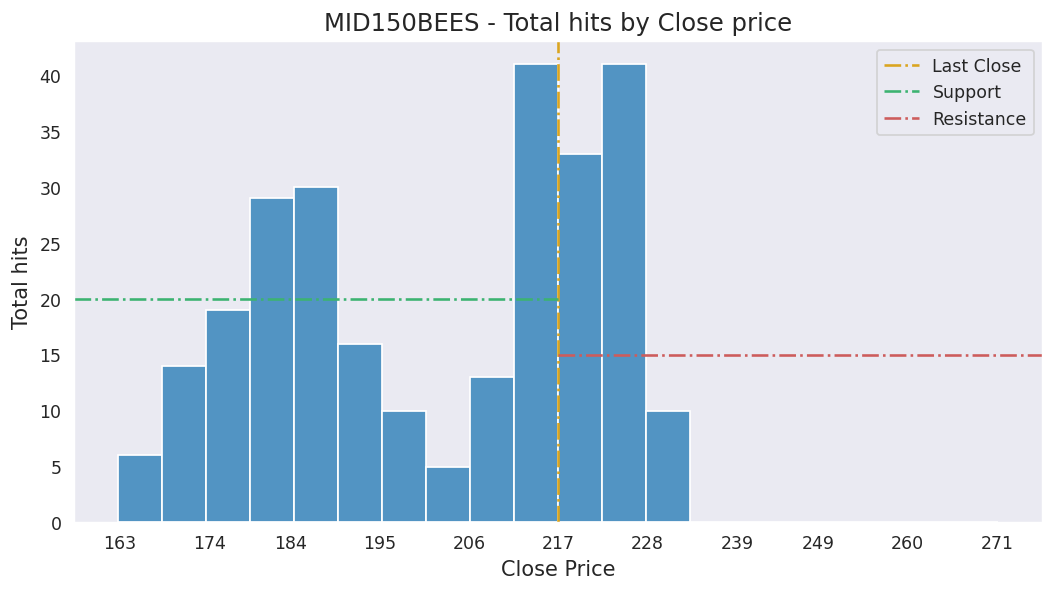 MID150BEES - Total hits by Close price
Last Close
Support
Resistance
Total hits
40
35
30
25
20
15
10
5
0
163 174 184 195 206 217 228 239 249 260 271
Close Price